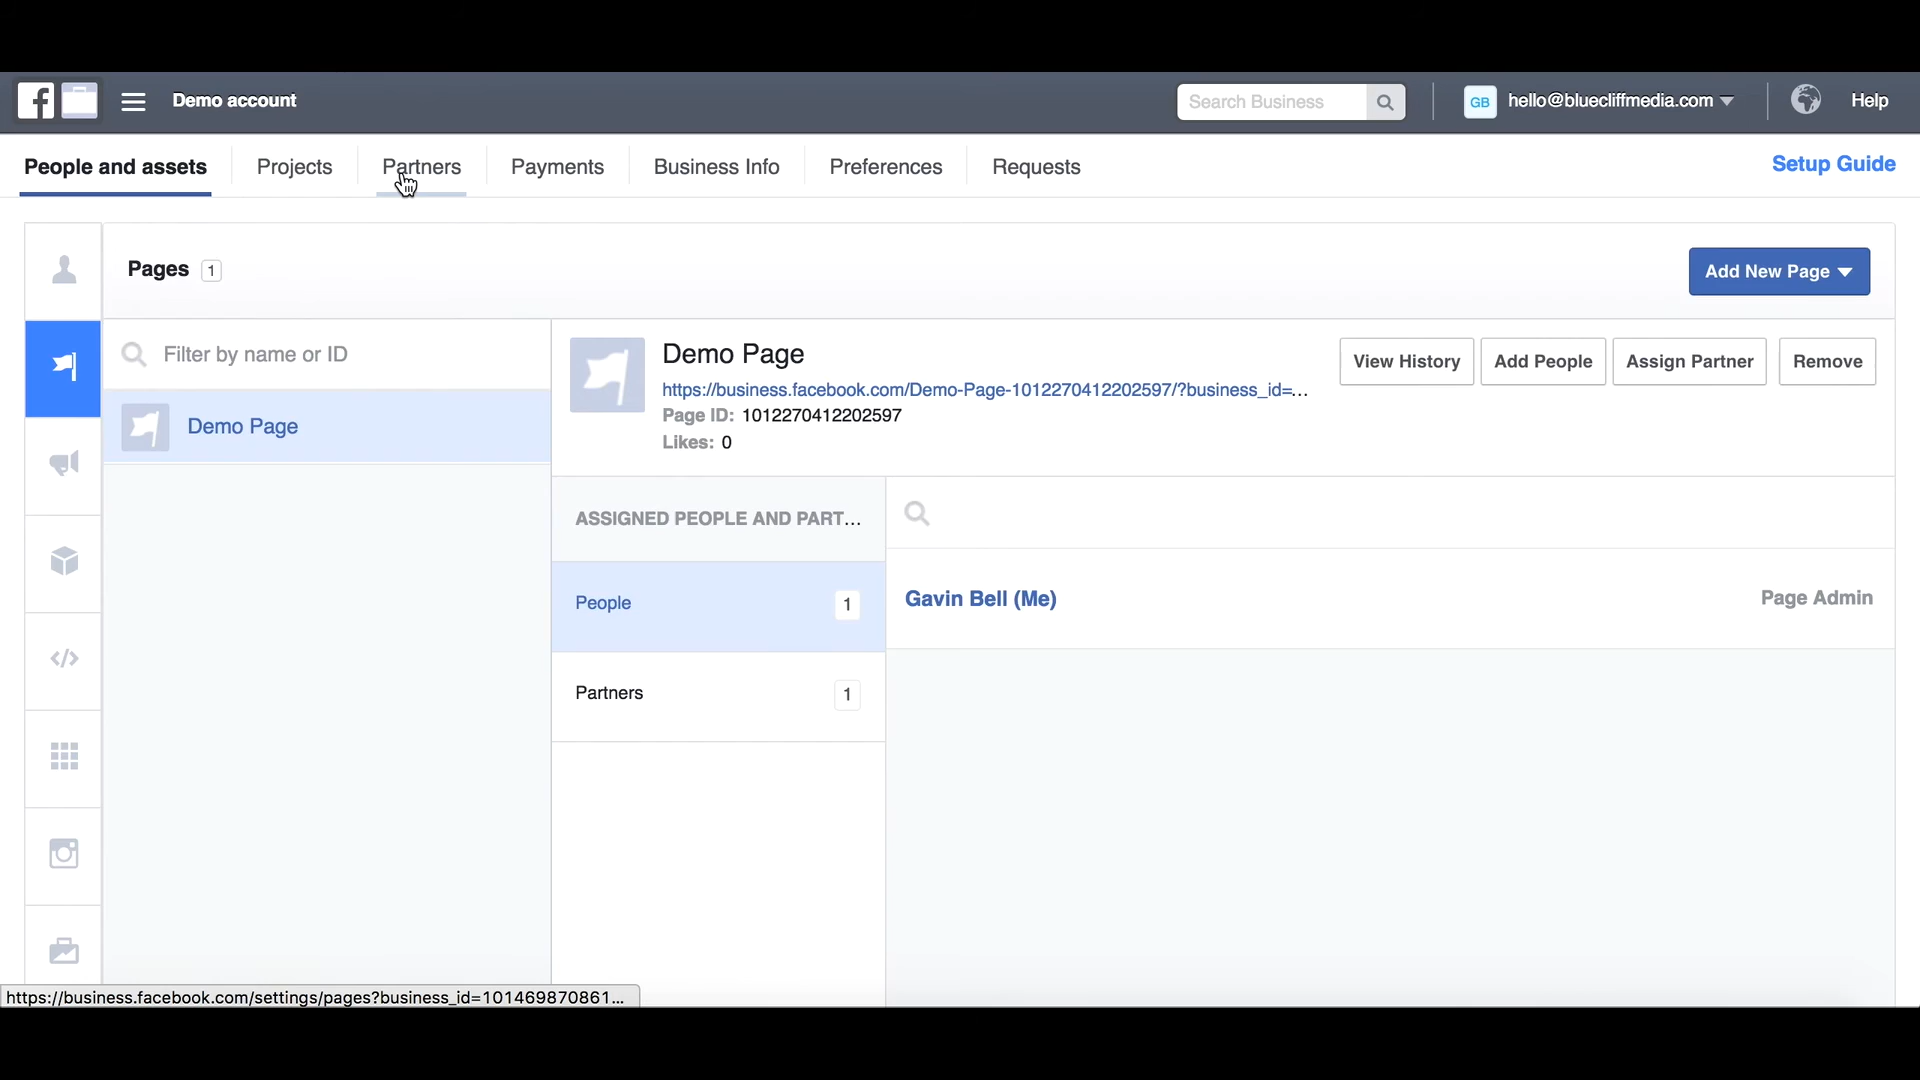 f Demo account Search Business GB hello@bluecliffmedia.com Help
People and assets Projects Partners Payments Business Info Preferences Requests Setup Guide
Pages 1 Add New Page
Filter by name or ID
Demo Page
Demo Page View History Add People Assign Partner Remove
https://business.facebook.com/Demo-Page-1012270412202597/?business_id=...
Page ID: 1012270412202597
Likes: 0
ASSIGNED PEOPLE AND PART...
People 1
Gavin Bell (Me) Page Admin
Partners 1
</>
https://business.facebook.com/settings/pages?business_id=101469870861...